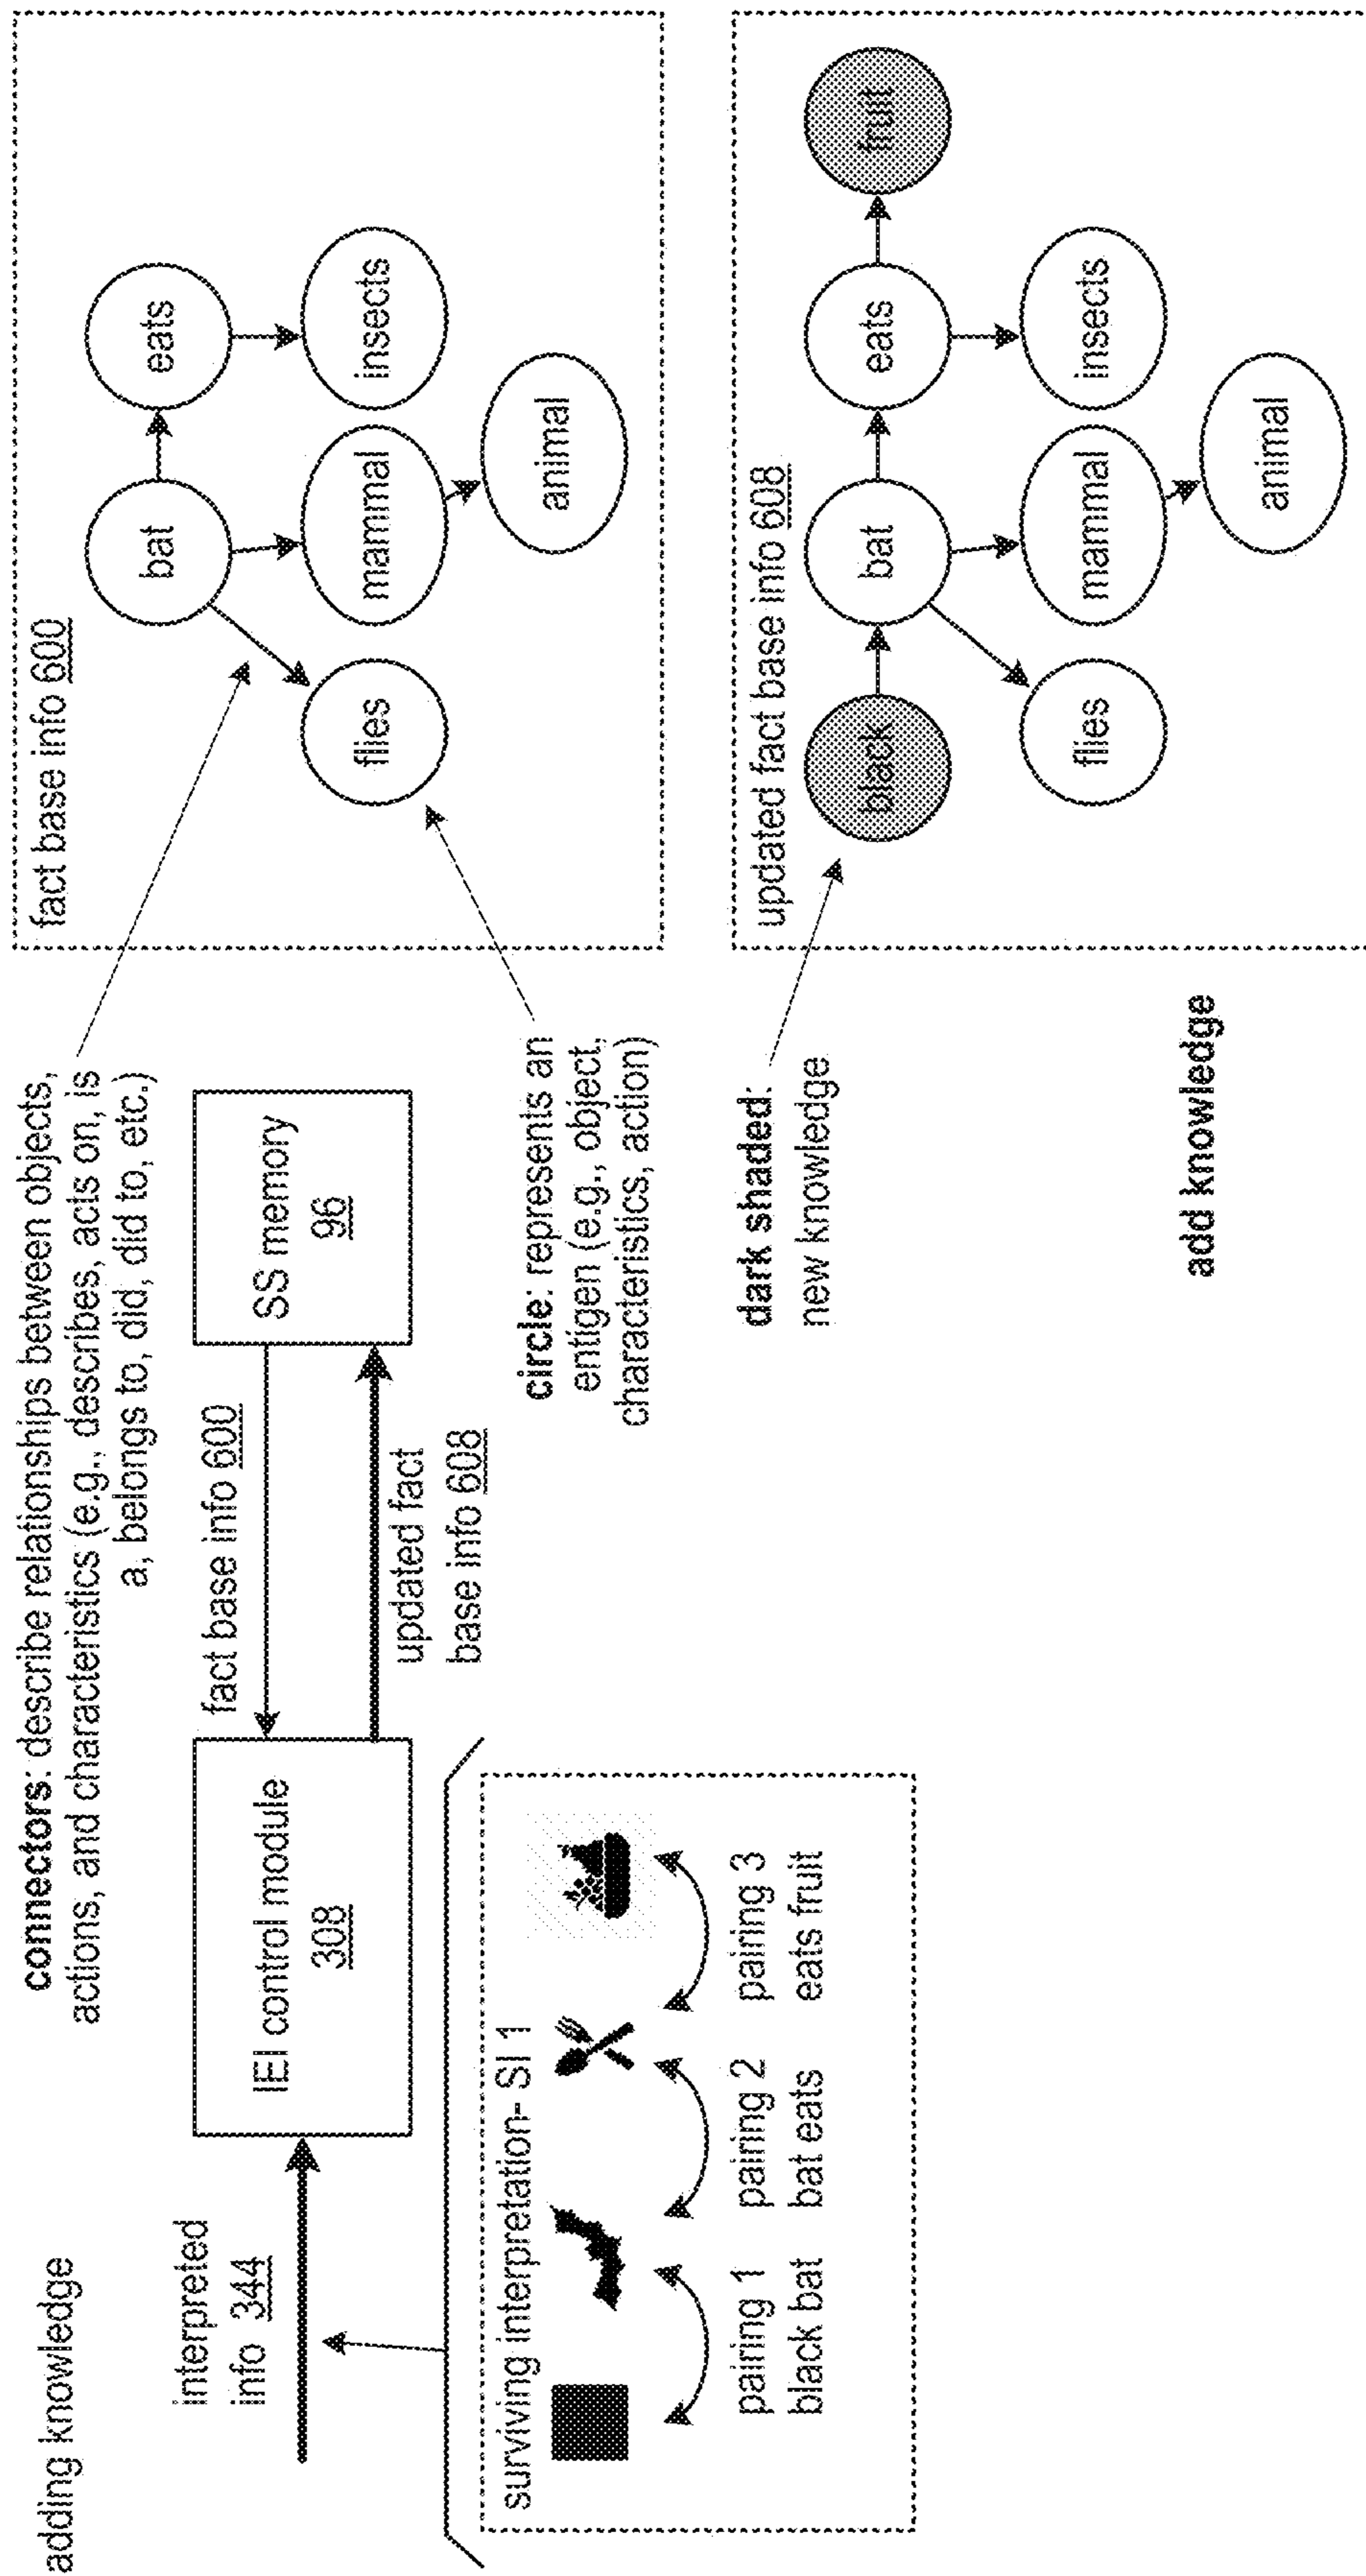 adding knowledge
connectors: describe relationships between objects,
actions, and characteristics (e.g., describes, acts on, is
a, belongs to, did, did to, etc.)
interpreted
info 344
IEI control module
308
fact base info 600
updated fact
base info 608
SS memory
96
surviving interpretation- SI 1
pairing 1
black bat
pairing 2
bat eats
pairing 3
eats fruit
circle: represents an
entigen (e.g., object,
characteristics, action)
dark shaded:
new knowledge
add knowledge
fact base info 600
bat
eats
flies
mammal
insects
animal
updated fact base info 608
black
bat
eats
fruit
flies
mammal
insects
animal